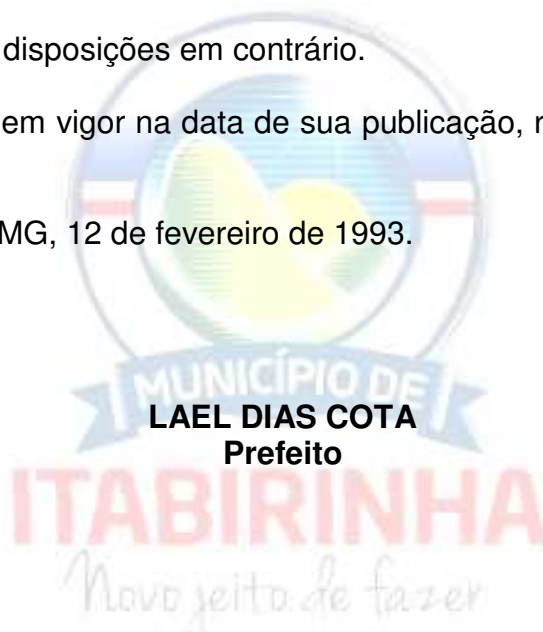 disposições em contrário.
em vigor na data de sua publicação, r
MG, 12 de fevereiro de 1993.
MUNICÍPIO DE
LAEL DIAS COTA
Prefeito
ITABIRINHA
Novo jeito de fazer